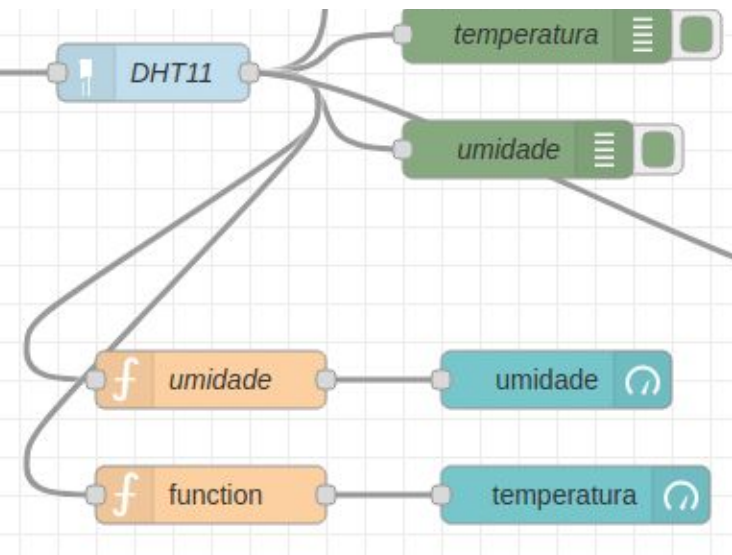 temperatura
DHT11
umidade
umidade
umidade
function
temperatura